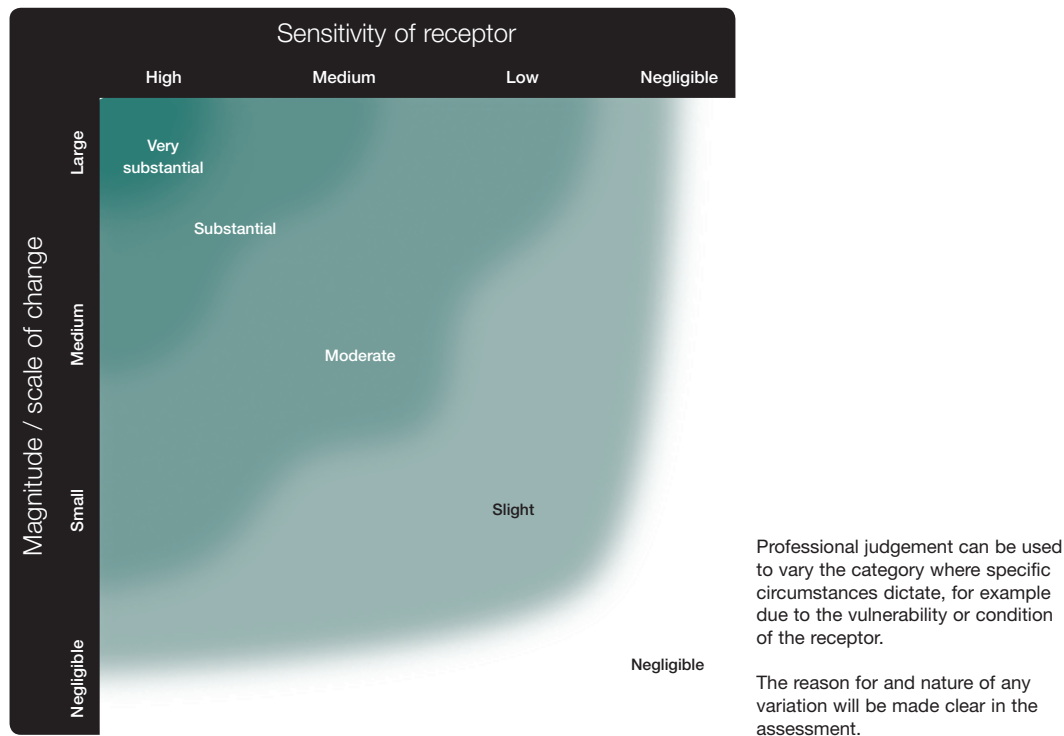 Sensitivity of receptor
High Medium Low Negligible
Magnitude / scale of change
Large
Medium
Small
Negligible
Very
substantial
Substantial
Moderate
Slight
Negligible
Professional judgement can be used
to vary the category where specific
circumstances dictate, for example
due to the vulnerability or condition
of the receptor.
The reason for and nature of any
variation will be made clear in the
assessment.